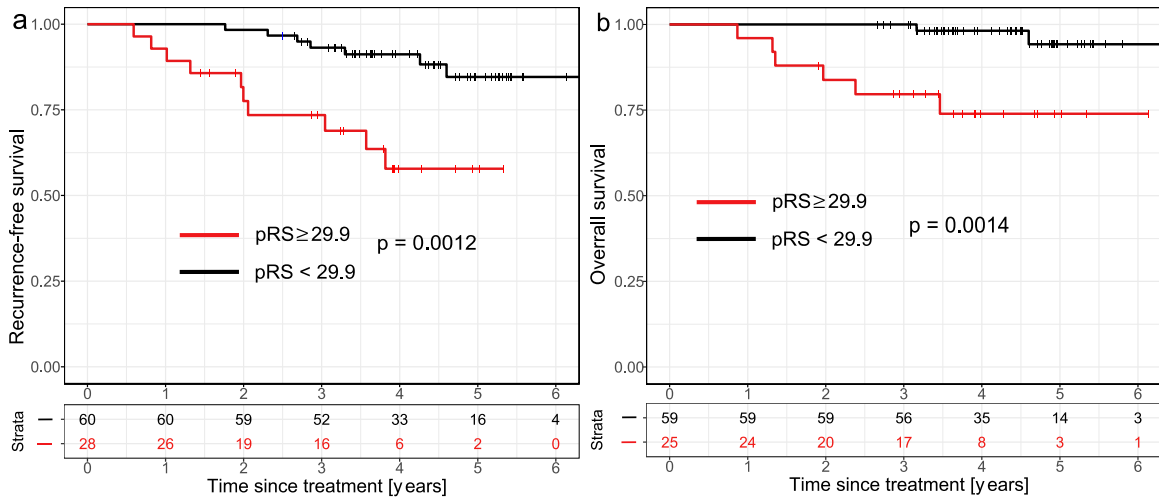 a
1.00
0.75
0.50
0.25
0.00
Recurrence-free survival
pRS≥29.9
pRS < 29.9
p = 0.0012
0 1 2 3 4 5 6
Strata
60 60 59 52 33 16 4
28 26 19 16 6 2 0
0 1 2 3 4 5 6
Time since treatment [years]
b
1.00
0.75
0.50
0.25
0.00
Overrall survival
pRS≥29.9
pRS < 29.9
p = 0.0014
0 1 2 3 4 5 6
Strata
59 59 59 56 35 14 3
25 24 20 17 8 3 1
0 1 2 3 4 5 6
Time since treatment [years]